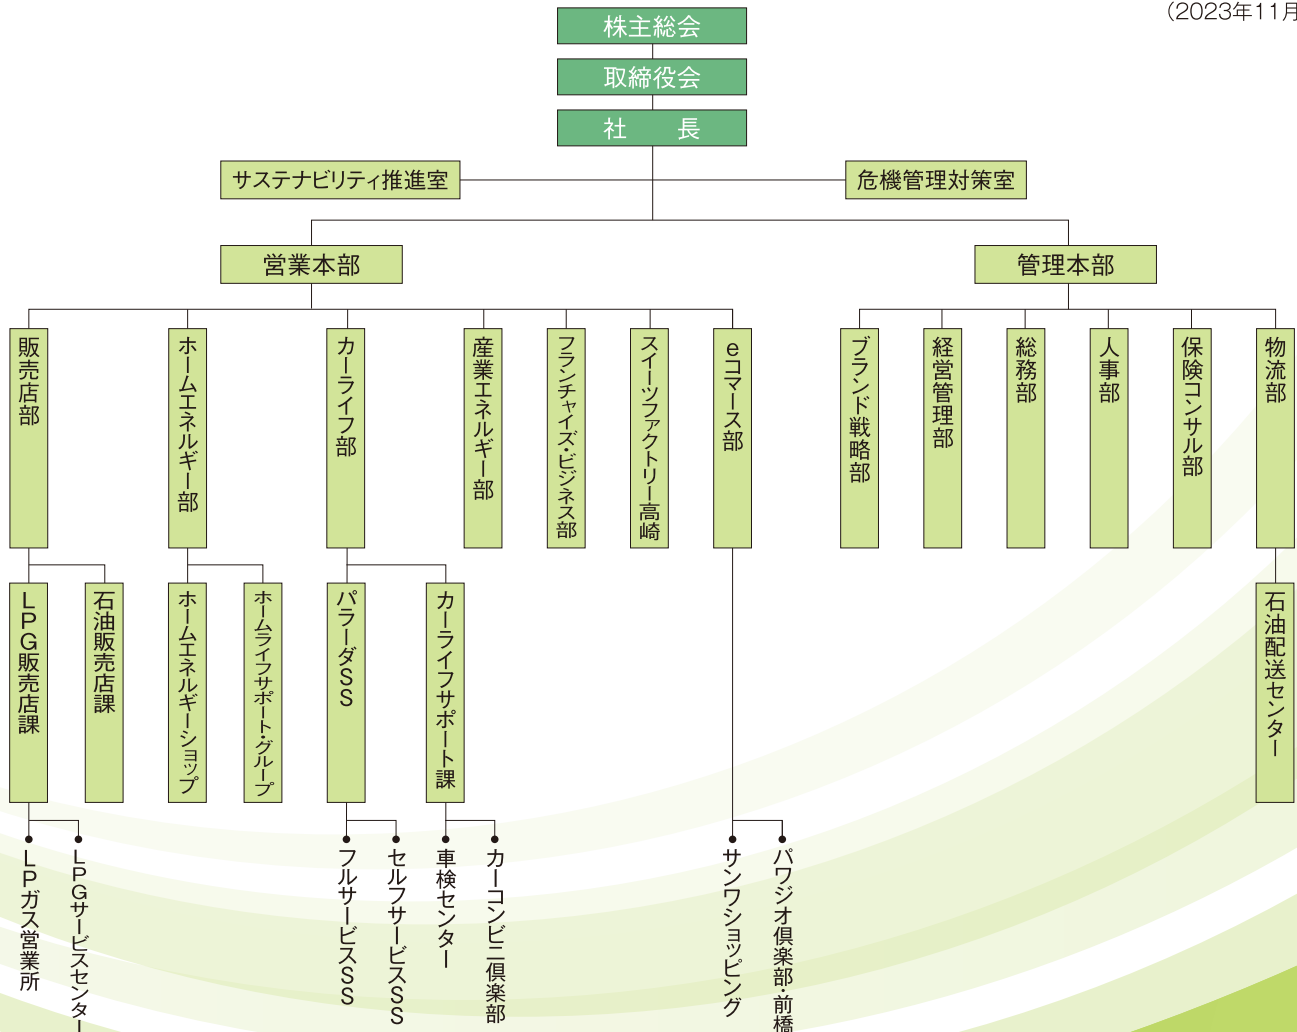 (2023年11月
株主総会
取締役会
社　長
サステナビリティ推進室
危機管理対策室
営業本部
管理本部
販売店部
ホームエネルギー部
カーライフ部
産業エネルギー部
フランチャイズ・ビジネス部
スイーツファクトリー高崎
eコマース部
ブランド戦略部
経営管理部
総務部
人事部
保険コンサル部
物流部
LPG販売店課
石油販売店課
ホームエネルギーショップ
ホームライフサポート・グループ
パラーダSS
カーライフサポート課
石油配送センター
LPガス営業所
LPGサービスセンター
フルサービスSS
セルフサービスSS
車検センター
カーコンビニ倶楽部
サンワショッピング
パワジオ倶楽部・前橋